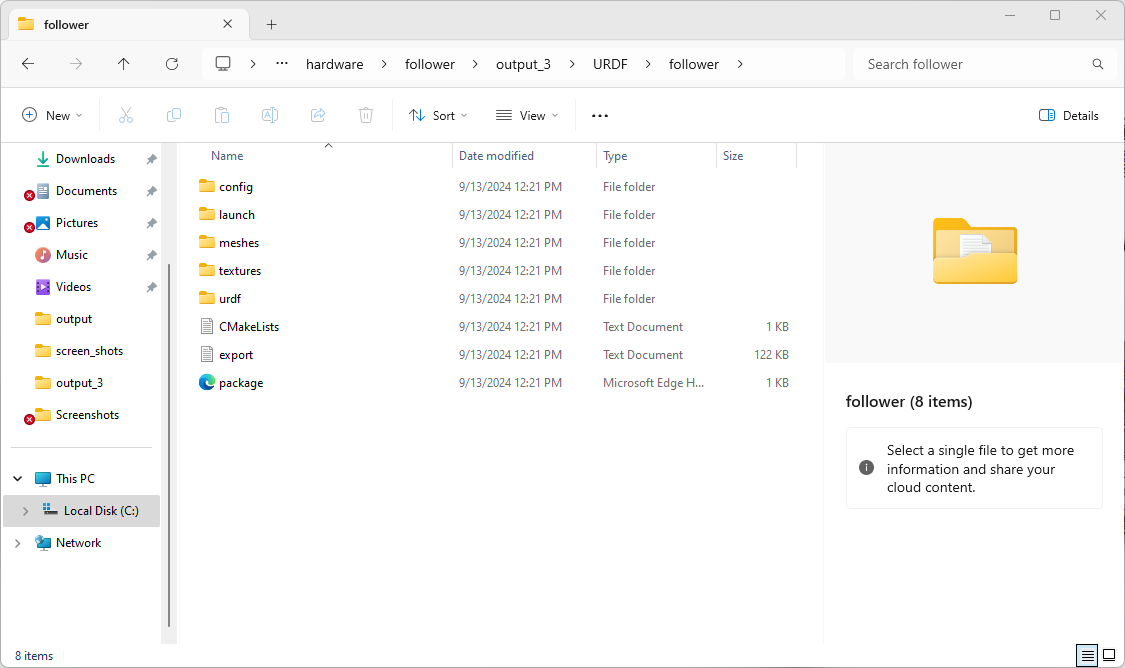 follower
hardware follower output_3 URDF follower
Search follower
New Sort View Details
Downloads
Documents
Pictures
Music
Videos
output
screen_shots
output_3
Screenshots
This PC
Local Disk (C:)
Network
Name Date modified Type Size
config 9/13/2024 12:21 PM File folder
launch 9/13/2024 12:21 PM File folder
meshes 9/13/2024 12:21 PM File folder
textures 9/13/2024 12:21 PM File folder
urdf 9/13/2024 12:21 PM File folder
CMakeLists 9/13/2024 12:21 PM Text Document 1 KB
export 9/13/2024 12:21 PM Text Document 122 KB
package 9/13/2024 12:21 PM Microsoft Edge H... 1 KB
follower (8 items)
Select a single file to get more
information and share your
cloud content.
8 items